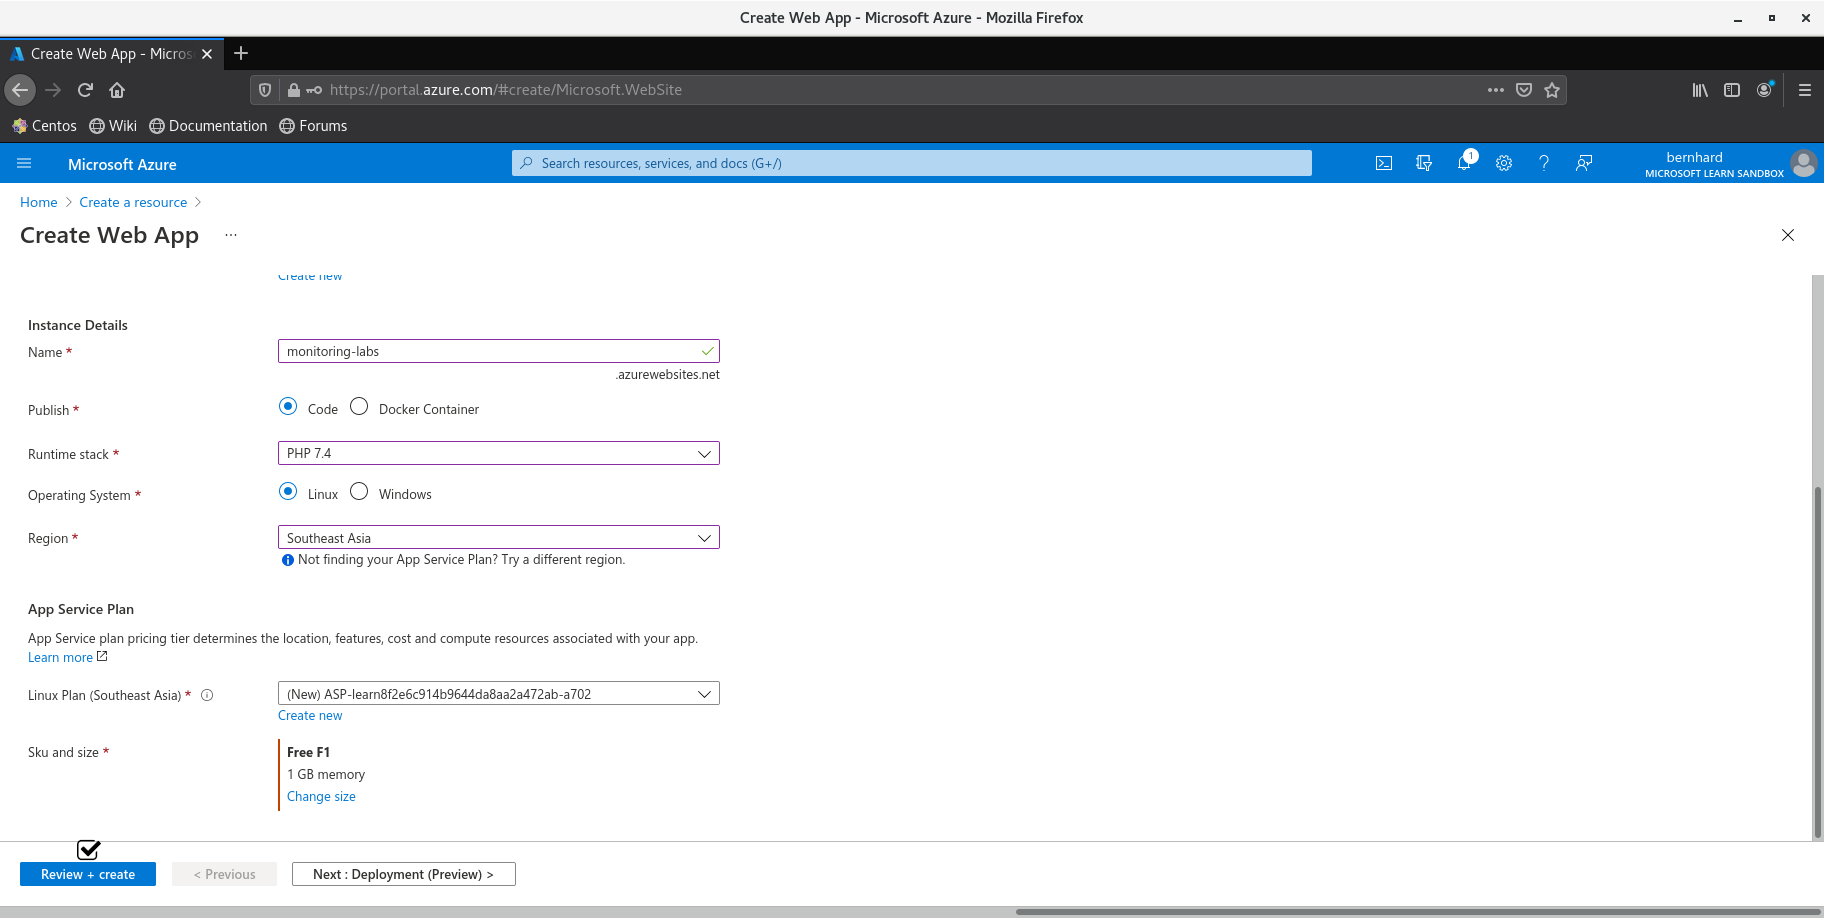 Create Web App - Microsoft Azure - Mozilla Firefox
Create Web App - Micros
https://portal.azure.com/#create/Microsoft.WebSite
Centos Wiki Documentation Forums
Microsoft Azure
Search resources, services, and docs (G+/)
1
bernhard
MICROSOFT LEARN SANDBOX
Home > Create a resource >
Create Web App ...
Create new
Instance Details
Name *
monitoring-labs
.azurewebsites.net
Publish *
Code Docker Container
Runtime stack *
PHP 7.4
Operating System *
Linux Windows
Region *
Southeast Asia
Not finding your App Service Plan? Try a different region.
App Service Plan
App Service plan pricing tier determines the location, features, cost and compute resources associated with your app.
Learn more
Linux Plan (Southeast Asia) *
(New) ASP-learn8f2e6c914b9644da8aa2a472ab-a702
Create new
Sku and size *
Free F1
1 GB memory
Change size
Review + create
< Previous
Next : Deployment (Preview) >